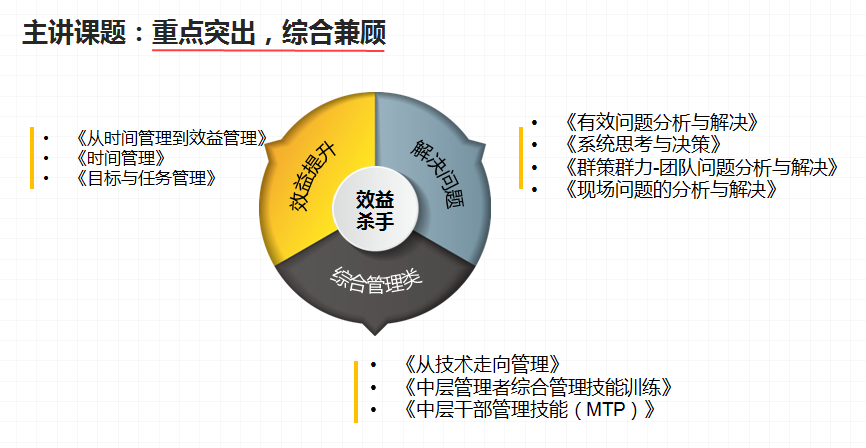 主讲课题：重点突出，综合兼顾
• 《从时间管理到效益管理》
• 《时间管理》
• 《目标与任务管理》
效益提升
解决问题
效益
杀手
综合管理类
• 《有效问题分析与解决》
• 《系统思考与决策》
• 《群策群力-团队问题分析与解决》
• 《现场问题的分析与解决》
• 《从技术走向管理》
• 《中层管理者综合管理技能训练》
• 《中层干部管理技能（MTP）》